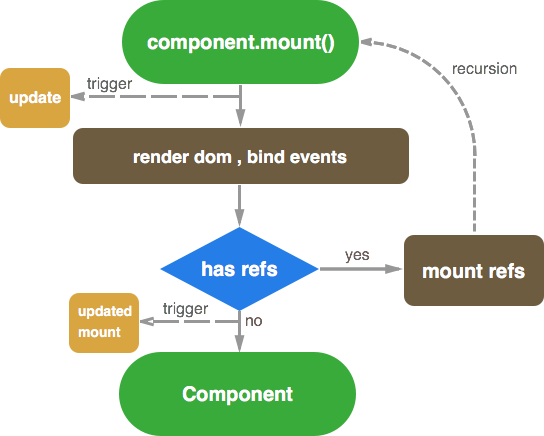 component.mount()
trigger
recursion
update
render dom , bind events
has refs
yes
mount refs
updated
mount
trigger
no
Component